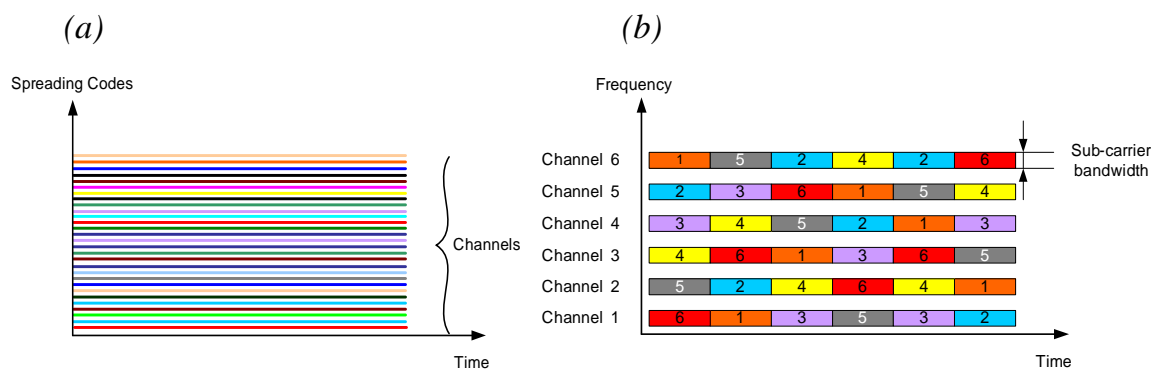 (a)
Spreading Codes
Channels
Time
(b)
Frequency
Channel 6 1 5 2 4 2 6
Sub-carrier
bandwidth
Channel 5 2 3 6 1 5 4
Channel 4 3 4 5 2 1 3
Channel 3 4 6 1 3 6 5
Channel 2 5 2 4 6 4 1
Channel 1 6 1 3 5 3 2
Time